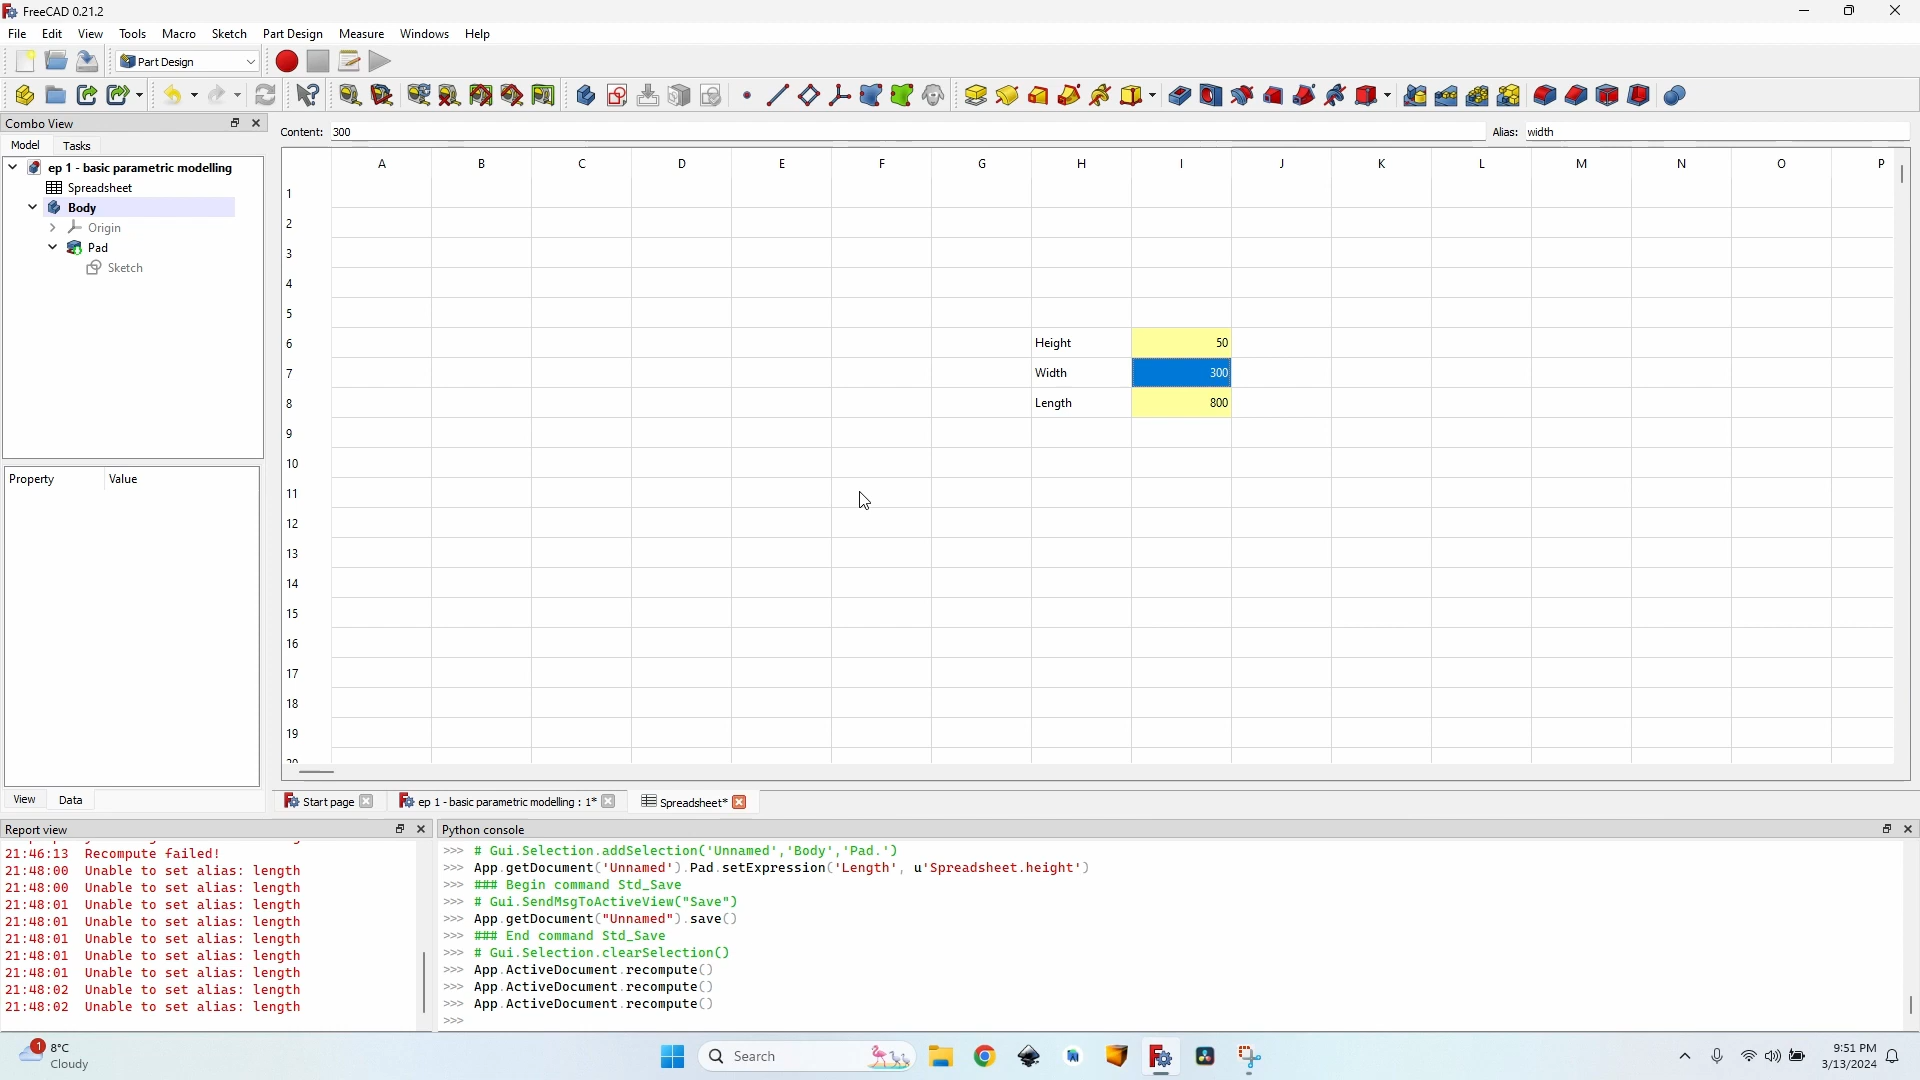 FreeCAD 0.21.2
File Edit View Tools Macro Sketch Part Design Measure Windows Help
Part Design
Combo View
Content: 300 Alias: width
Model Tasks
A B C D E F G H I J K L M N O P
ep 1 - basic parametric modelling
Spreadsheet
Body
Origin
Pad
Sketch
1
2
3
4
5
6 Height 50
7 Width 300
8 Length 800
9
10
11
12
13
14
15
16
17
18
19
Property Value
View Data
Start page ep 1 - basic parametric modelling : 1* Spreadsheet*
Report view
21:46:13 Recompute failed!
21:48:00 Unable to set alias: length
21:48:00 Unable to set alias: length
21:48:01 Unable to set alias: length
21:48:01 Unable to set alias: length
21:48:01 Unable to set alias: length
21:48:01 Unable to set alias: length
21:48:01 Unable to set alias: length
21:48:02 Unable to set alias: length
21:48:02 Unable to set alias: length
Python console
>>> # Gui.Selection.addSelection('Unnamed','Body','Pad.')
>>> App.getDocument('Unnamed').Pad.setExpression('Length', u'Spreadsheet.height')
>>> ### Begin command Std_Save
>>> # Gui.SendMsgToActiveView("Save")
>>> App.getDocument("Unnamed").save()
>>> ### End command Std_Save
>>> # Gui.Selection.clearSelection()
>>> App.ActiveDocument.recompute()
>>> App.ActiveDocument.recompute()
>>> App.ActiveDocument.recompute()
>>>
1
8°C
Cloudy
Search
9:51 PM
3/13/2024